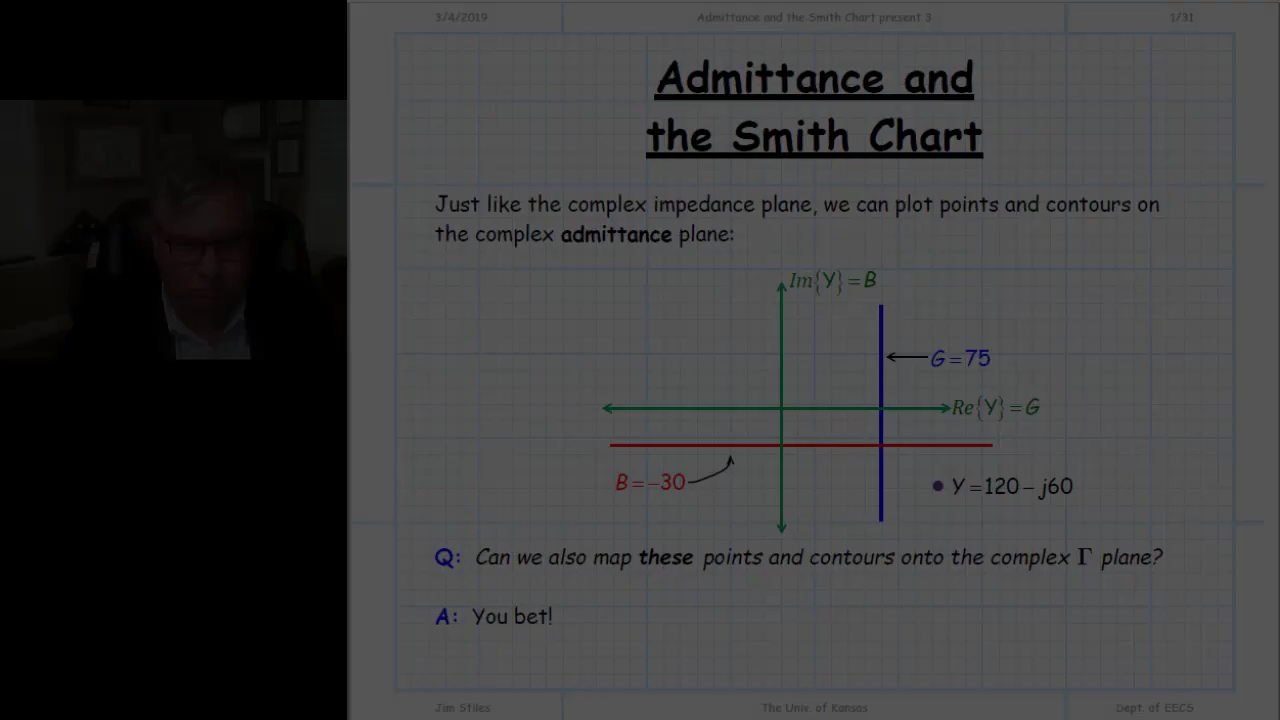 3/4/2019
Admittance and the Smith Chart present 3
1/31
Admittance and
the Smith Chart
Just like the complex impedance plane, we can plot points and contours on
the complex admittance plane:
Im{Y} = B
G = 75
Re{Y} = G
B = −30
Y = 120 − j60
Q: Can we also map these points and contours onto the complex Γ plane?
A: You bet!
Jim Stiles
The Univ. of Kansas
Dept. of EECS